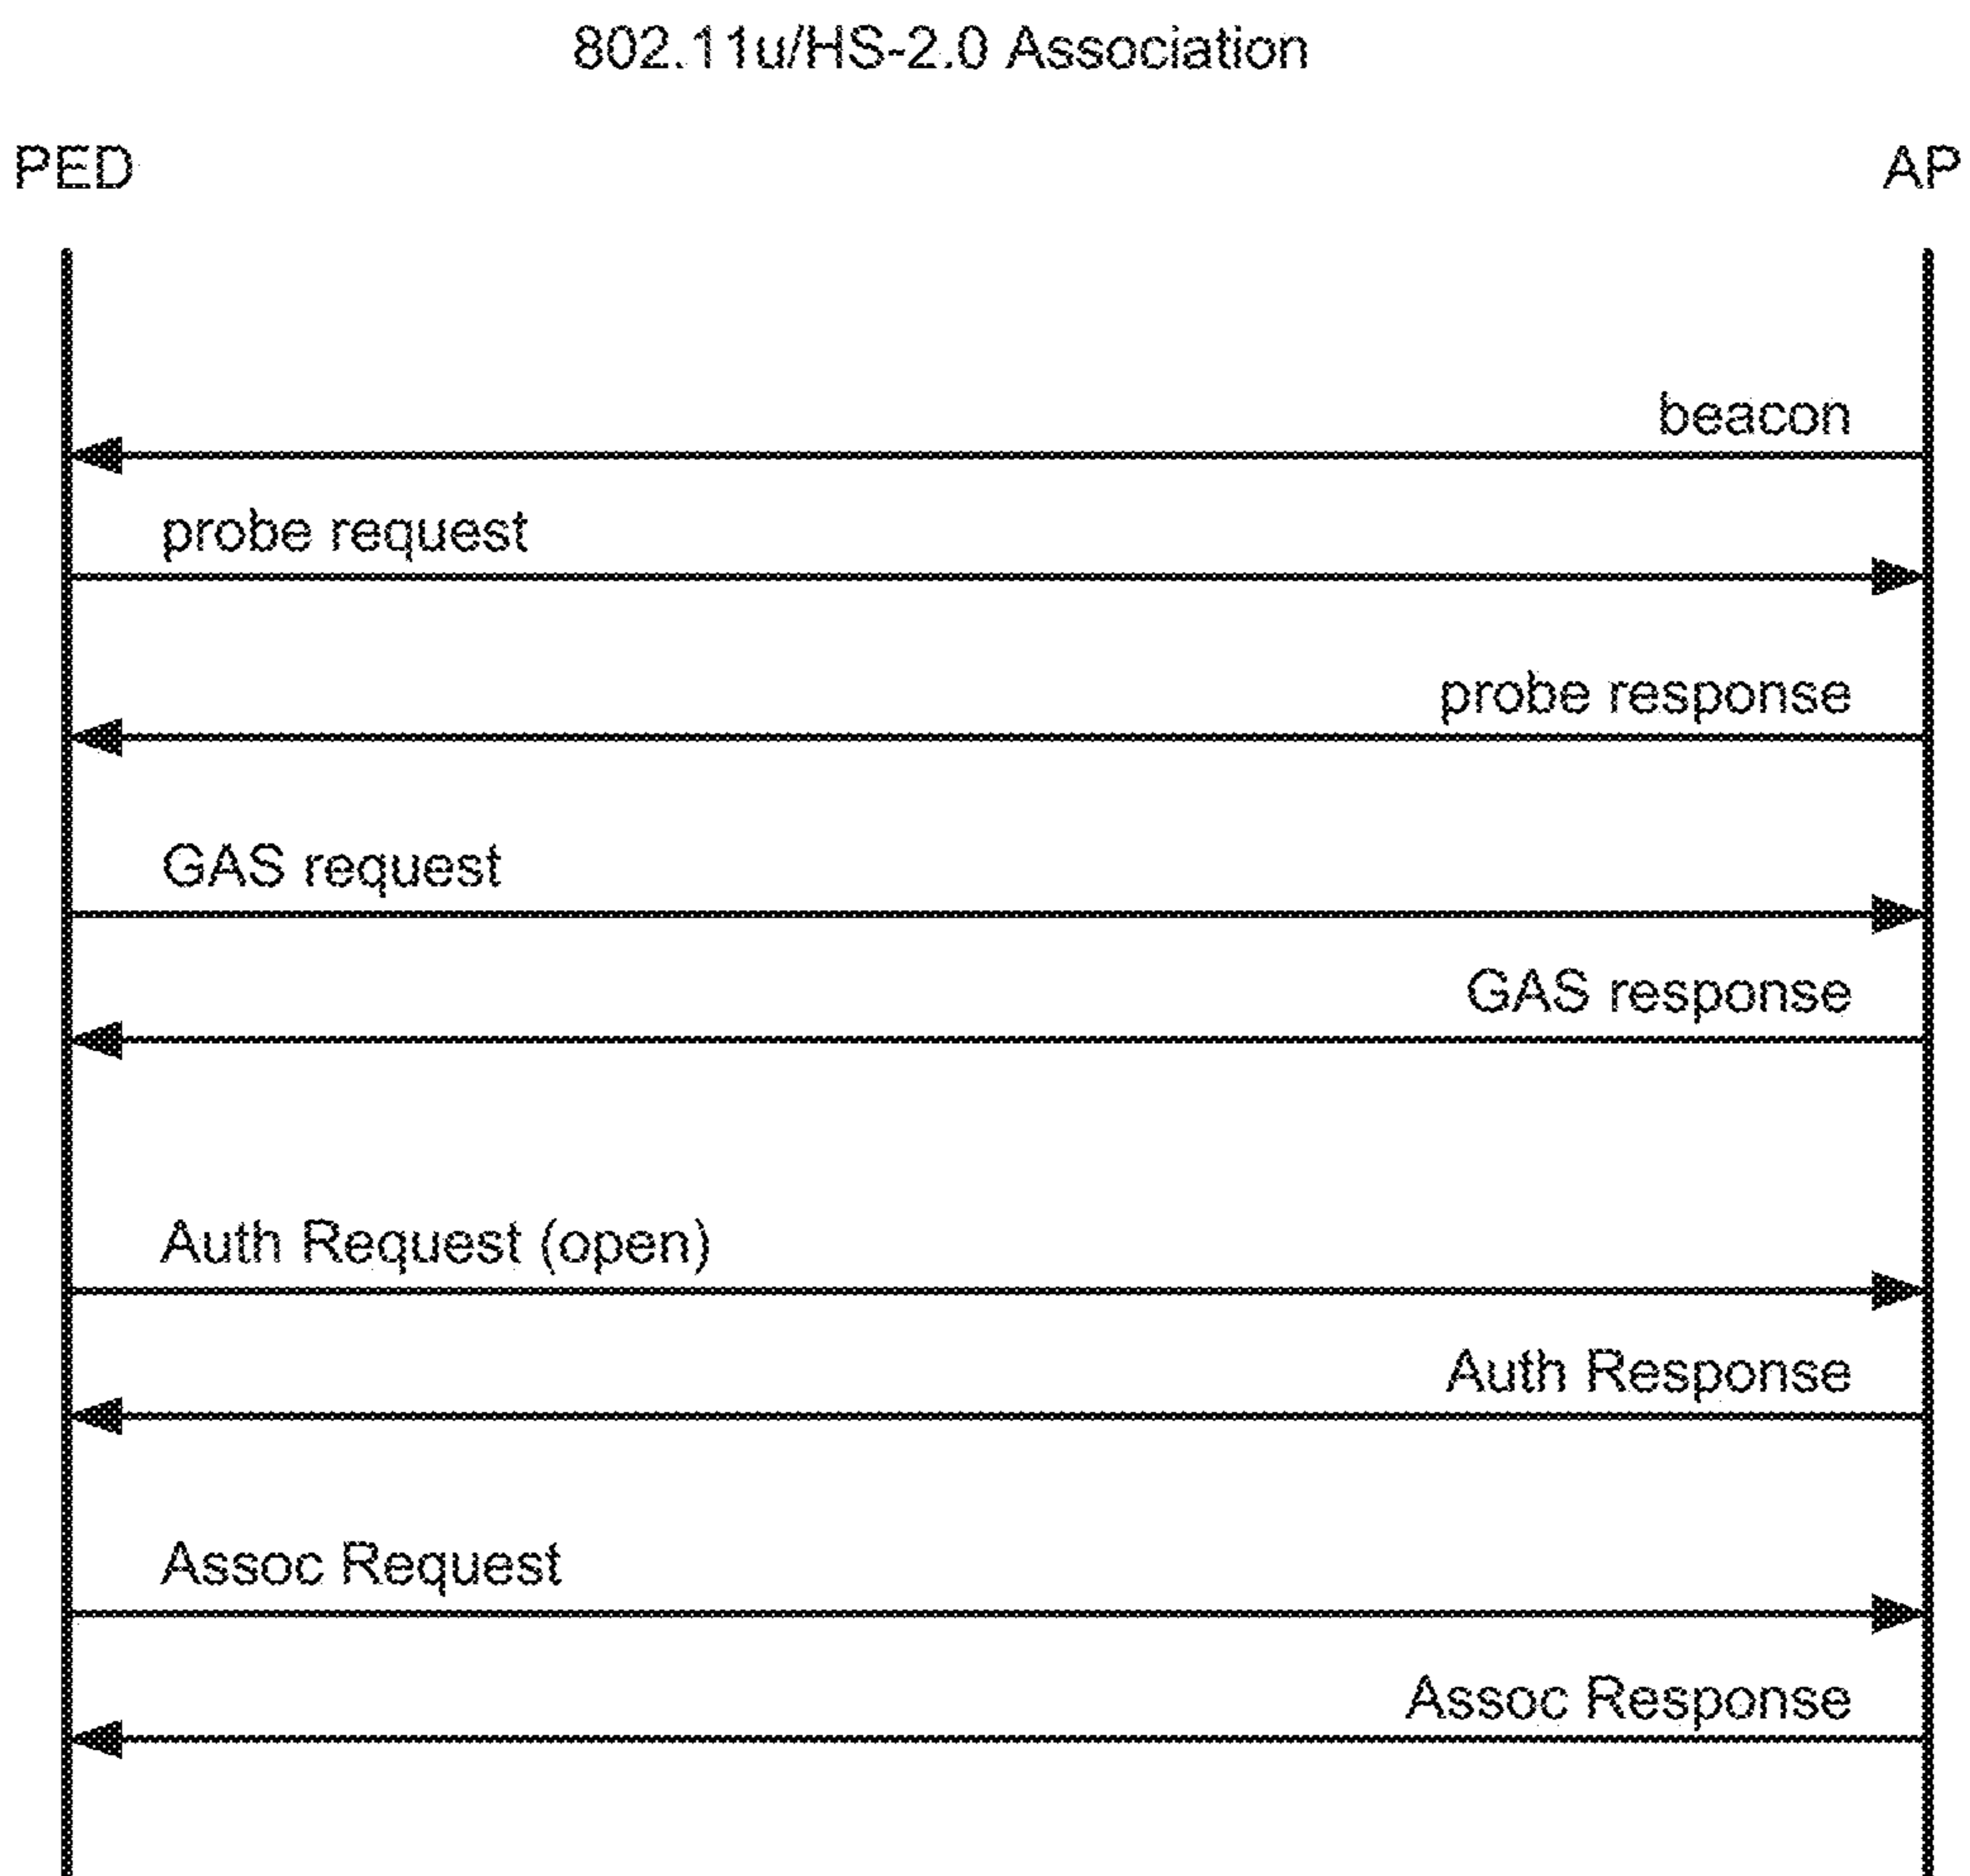 802.11u/HS-2.0 Association
PED
AP
beacon
probe request
probe response
GAS request
GAS response
Auth Request (open)
Auth Response
Assoc Request
Assoc Response